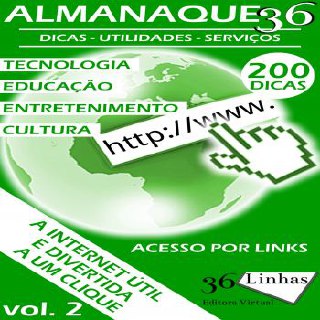 ALMANAQUE 36
DICAS - UTILIDADES - SERVIÇOS
TECNOLOGIA
EDUCAÇÃO
ENTRETENIMENTO
CULTURA
200
DICAS
http://www.
A INTERNET ÚTIL
E DIVERTIDA
A UM CLIQUE
ACESSO POR LINKS
36 Linhas
Editora Virtual
vol. 2